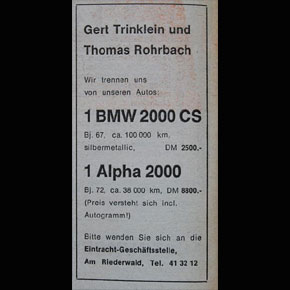 Gert Trinklein und
Thomas Rohrbach
Wir trennen uns
von unseren Autos:
1 BMW 2000 CS
Bj. 67, ca. 100 000 km,
silbermetallic, DM 2500.-
1 Alpha 2000
Bj. 72, ca. 38 000 km, DM 8800.-
(Preis versteht sich incl.
Autogramm!)
Bitte wenden Sie sich an die
Eintracht-Geschäftsstelle,
Am Riederwald, Tel. 41 32 12